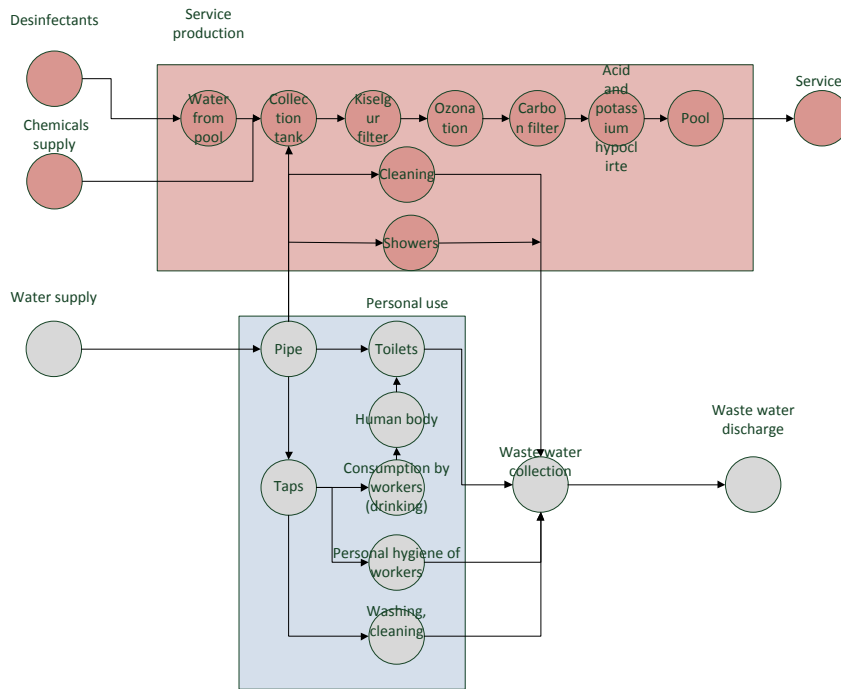 Desinfectants
Service
production
Water
from
pool
Collec
tion
tank
Kiselg
ur
filter
Ozona
tion
Carbo
n filter
Acid
and
potass
ium
hypocl
irte
Pool
Service
Chemicals
supply
Cleaning
Showers
Water supply
Personal use
Pipe
Toilets
Human body
Waste water
discharge
Taps
Consumption by
workers
(drinking)
Waste water
collection
Personal hygiene of
workers
Washing,
cleaning